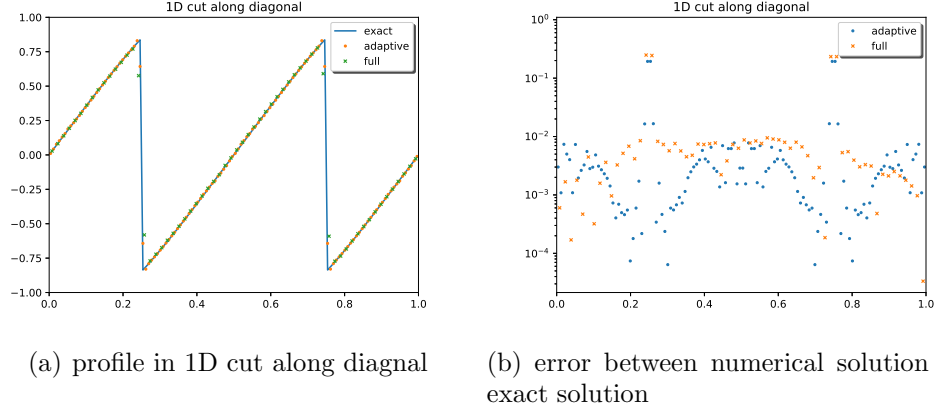 1D cut along diagonal
1.00
0.75
0.50
0.25
0.00
−0.25
−0.50
−0.75
−1.00
0.0 0.2 0.4 0.6 0.8 1.0
exact
adaptive
full
1D cut along diagonal
10⁰
10⁻¹
10⁻²
10⁻³
10⁻⁴
0.0 0.2 0.4 0.6 0.8 1.0
adaptive
full
(a) profile in 1D cut along diagnal
(b) error between numerical solution
exact solution